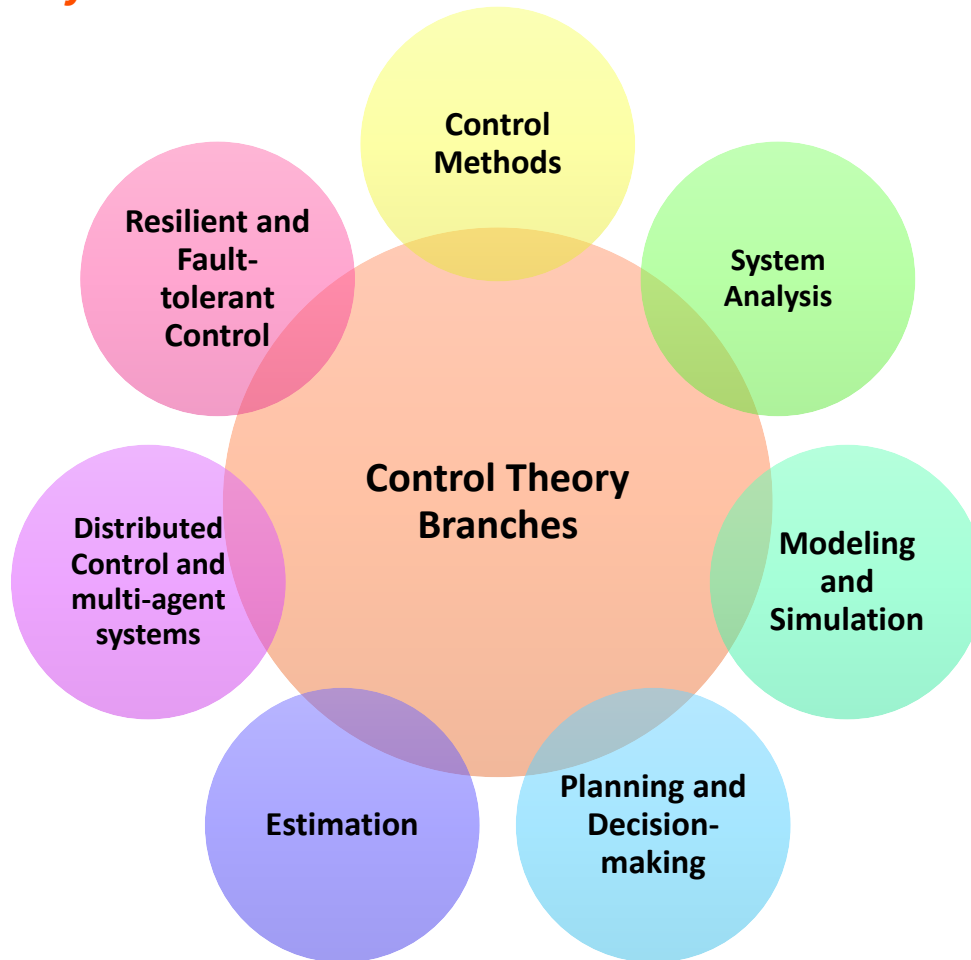 Control
Methods
System
Analysis
Modeling
and
Simulation
Planning and
Decision-
making
Estimation
Distributed
Control and
multi-agent
systems
Resilient and
Fault-
tolerant
Control
Control Theory
Branches